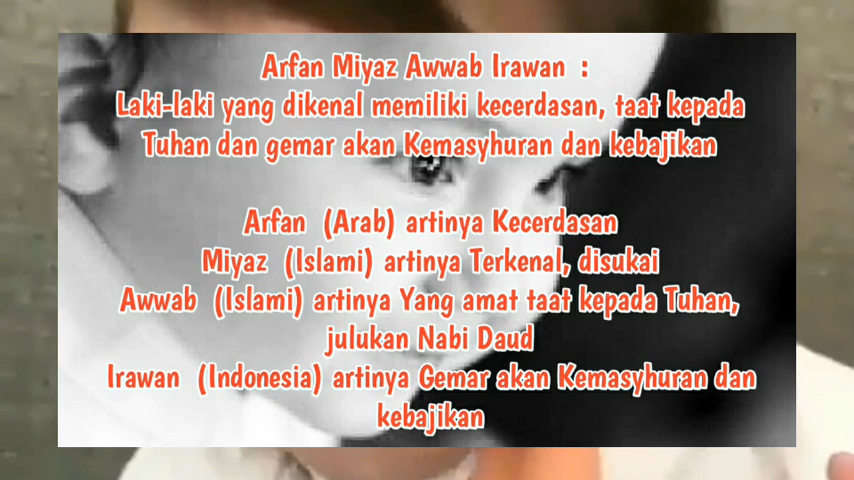 Arfan Miyaz Awwab Irawan :
Laki-laki yang dikenal memiliki kecerdasan, taat kepada
Tuhan dan gemar akan Kemasyhuran dan kebajikan
Arfan (Arab) artinya Kecerdasan
Miyaz (Islami) artinya Terkenal, disukai
Awwab (Islami) artinya Yang amat taat kepada Tuhan,
julukan Nabi Daud
Irawan (Indonesia) artinya Gemar akan Kemasyhuran dan
kebajikan